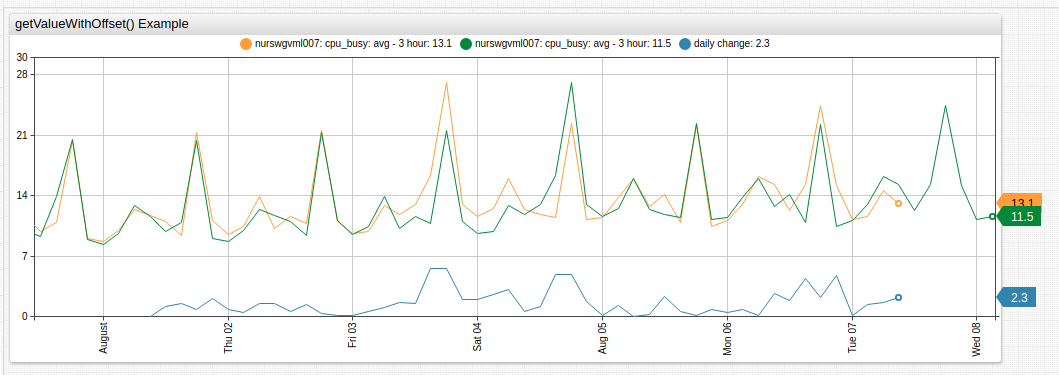 getValueWithOffset() Example
nurswgvml007: cpu_busy: avg - 3 hour: 13.1 nurswgvml007: cpu_busy: avg - 3 hour: 11.5 daily change: 2.3
30
28
21
14
7
0
13.1
11.5
2.3
August
Thu 02
Fri 03
Sat 04
Aug 05
Mon 06
Tue 07
Wed 08